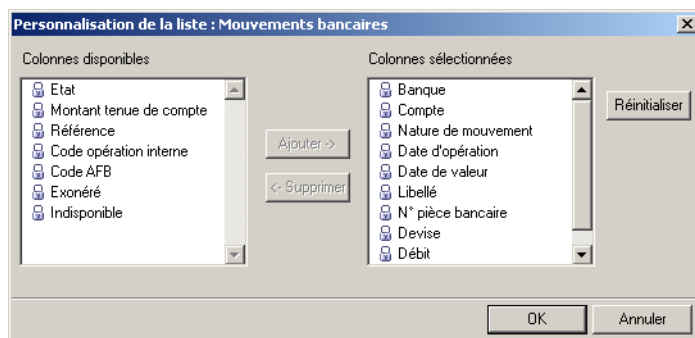 Personnalisation de la liste : Mouvements bancaires
Colonnes disponibles
Etat
Montant tenue de compte
Référence
Code opération interne
Code AFB
Exonéré
Indisponible
Ajouter ->
<- Supprimer
Colonnes sélectionnées
Banque
Compte
Nature de mouvement
Date d'opération
Date de valeur
Libellé
N° pièce bancaire
Devise
Débit
Réinitialiser
OK
Annuler